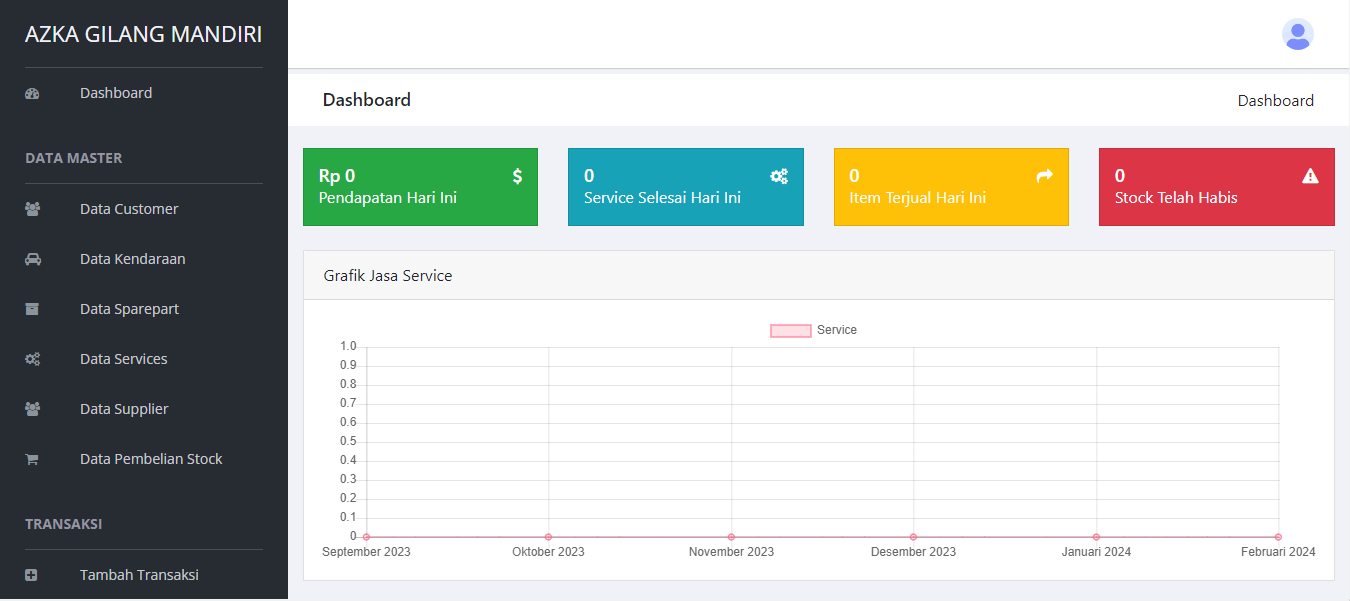 AZKA GILANG MANDIRI
Dashboard
DATA MASTER
Data Customer
Data Kendaraan
Data Sparepart
Data Services
Data Supplier
Data Pembelian Stock
TRANSAKSI
Tambah Transaksi
Dashboard
Dashboard
Rp 0
Pendapatan Hari Ini
0
Service Selesai Hari Ini
0
Item Terjual Hari Ini
0
Stock Telah Habis
Grafik Jasa Service
Service
1.0
0.9
0.8
0.7
0.6
0.5
0.4
0.3
0.2
0.1
0
September 2023
Oktober 2023
November 2023
Desember 2023
Januari 2024
Februari 2024